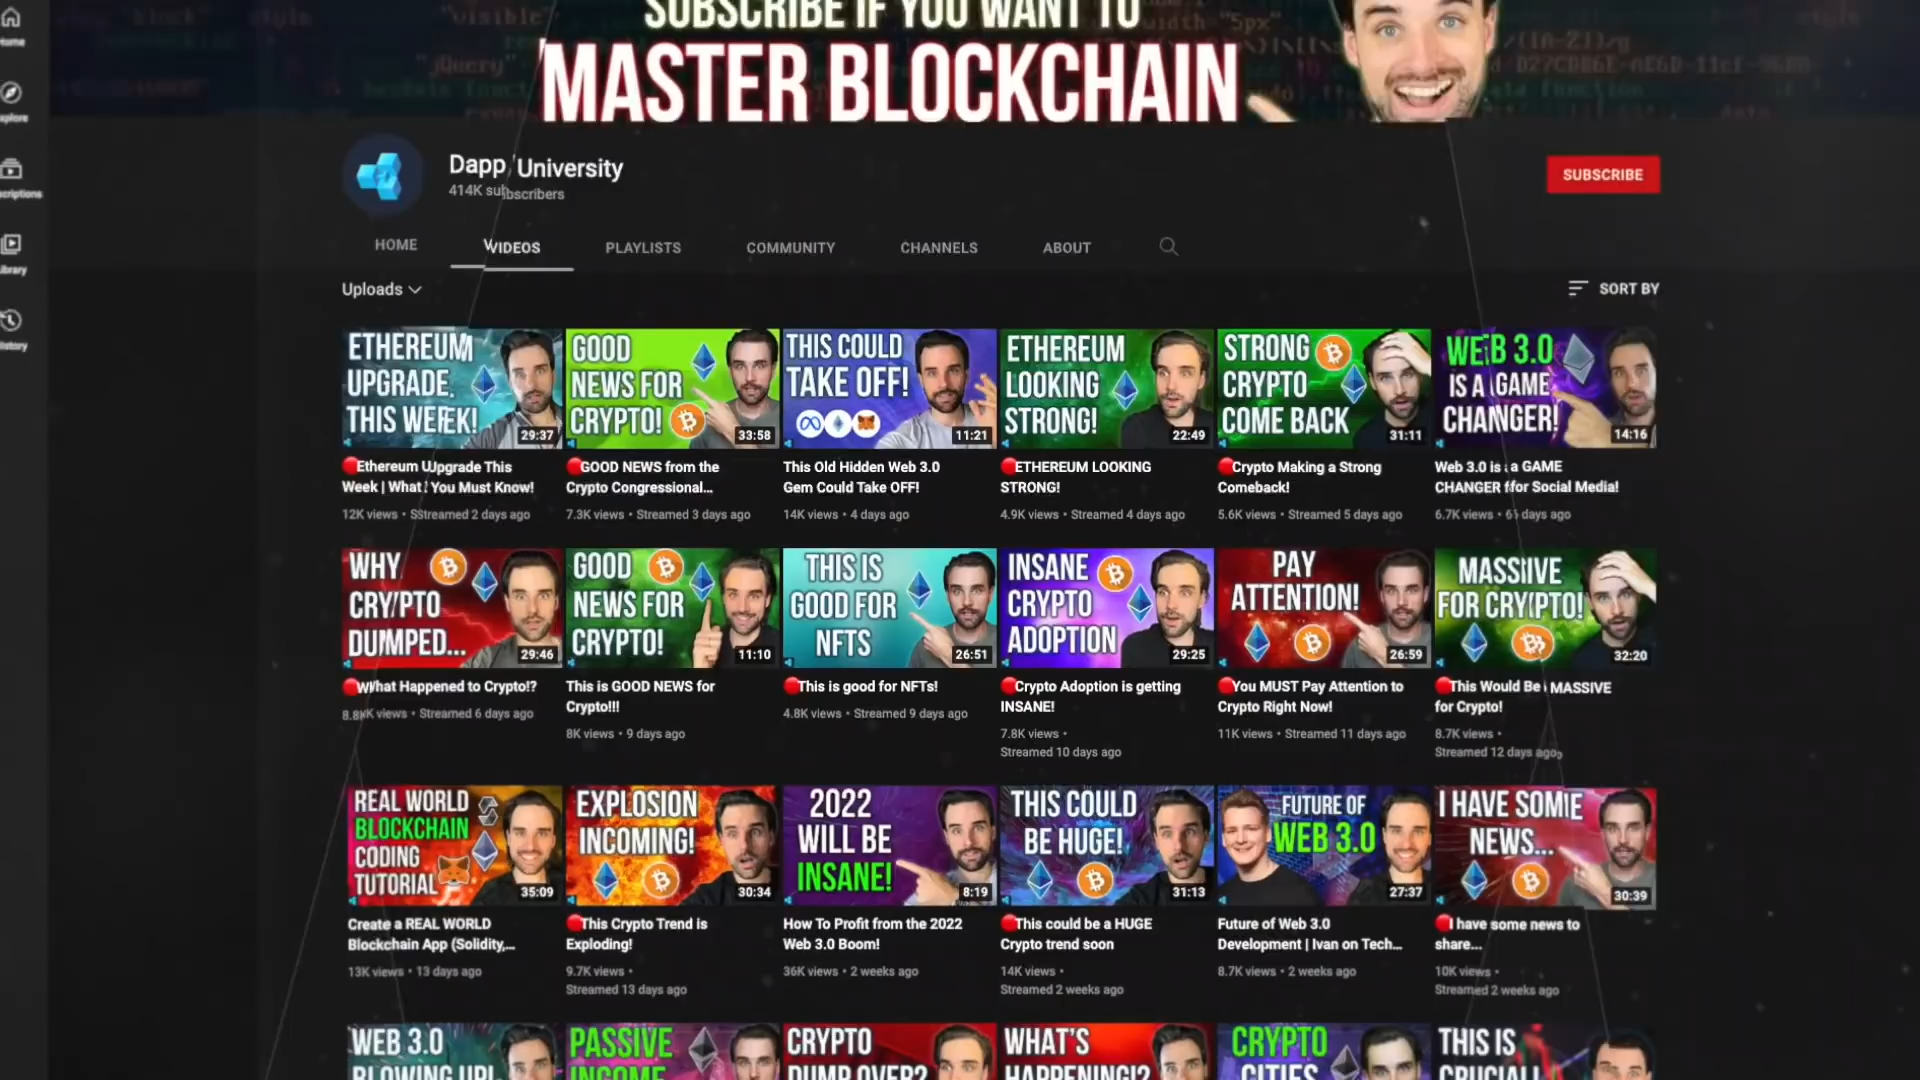 SUBSCRIBE IF YOU WANT TO
MASTER BLOCKCHAIN
Dapp University
414K subscribers
SUBSCRIBE
HOME VIDEOS PLAYLISTS COMMUNITY CHANNELS ABOUT
Uploads
SORT BY
ETHEREUM
UPGRADE
THIS WEEK!
29:37
GOOD
NEWS FOR
CRYPTO!
33:58
THIS COULD
TAKE OFF!
11:21
ETHEREUM
LOOKING
STRONG!
22:49
STRONG
CRYPTO
COME BACK
31:11
WEB 3.0
IS A GAME
CHANGER!
14:16
Ethereum Upgrade This
Week | What You Must Know!
12K views • Streamed 2 days ago
GOOD NEWS from the
Crypto Congressional...
7.3K views • Streamed 3 days ago
This Old Hidden Web 3.0
Gem Could Take OFF!
14K views • 4 days ago
ETHEREUM LOOKING
STRONG!
4.9K views • Streamed 4 days ago
Crypto Making a Strong
Comeback!
5.6K views • Streamed 5 days ago
Web 3.0 is a GAME
CHANGER for Social Media!
6.7K views • 6 days ago
WHY
CRYPTO
DUMPED...
29:46
GOOD
NEWS FOR
CRYPTO!
11:10
THIS IS
GOOD FOR
NFTS
26:51
INSANE
CRYPTO
ADOPTION
29:25
PAY
ATTENTION!
26:59
MASSIVE
FOR CRYPTO!
32:20
What Happened to Crypto!?
8.8K views • Streamed 6 days ago
This is GOOD NEWS for
Crypto!!!
8K views • 9 days ago
This is good for NFTs!
4.8K views • Streamed 9 days ago
Crypto Adoption is getting
INSANE!
7.8K views •
Streamed 10 days ago
You MUST Pay Attention to
Crypto Right Now!
11K views • Streamed 11 days ago
This Would Be MASSIVE
for Crypto!
8.7K views •
Streamed 12 days ago
REAL WORLD
BLOCKCHAIN
CODING
TUTORIAL
35:09
EXPLOSION
INCOMING!
30:34
2022
WILL BE
INSANE!
8:19
THIS COULD
BE HUGE!
31:13
FUTURE OF
WEB 3.0
27:37
I HAVE SOME
NEWS...
30:39
Create a REAL WORLD
Blockchain App (Solidity,...
13K views • 13 days ago
This Crypto Trend is
Exploding!
9.7K views •
Streamed 13 days ago
How To Profit from the 2022
Web 3.0 Boom!
36K views • 2 weeks ago
This could be a HUGE
Crypto trend soon
14K views •
Streamed 2 weeks ago
Future of Web 3.0
Development | Ivan on Tech...
8.7K views • 2 weeks ago
I have some news to
share...
10K views •
Streamed 2 weeks ago
WEB 3.0
BLOWING UP!
PASSIVE
INCOME
CRYPTO
DUMP OVER?
WHAT'S
HAPPENING!?
CRYPTO
CITIES
THIS IS
CRUCIAL!